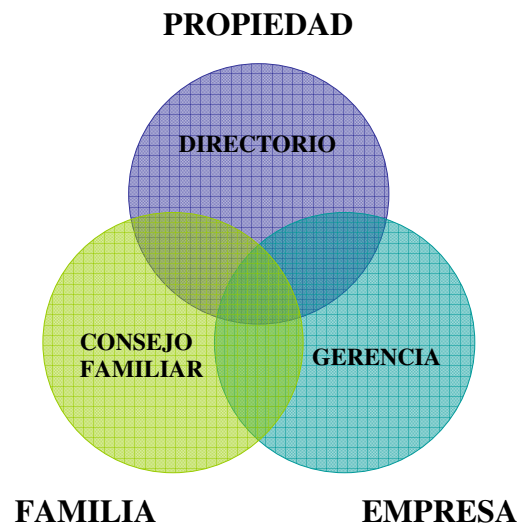 PROPIEDAD
DIRECTORIO
CONSEJO
FAMILIAR
GERENCIA
FAMILIA
EMPRESA